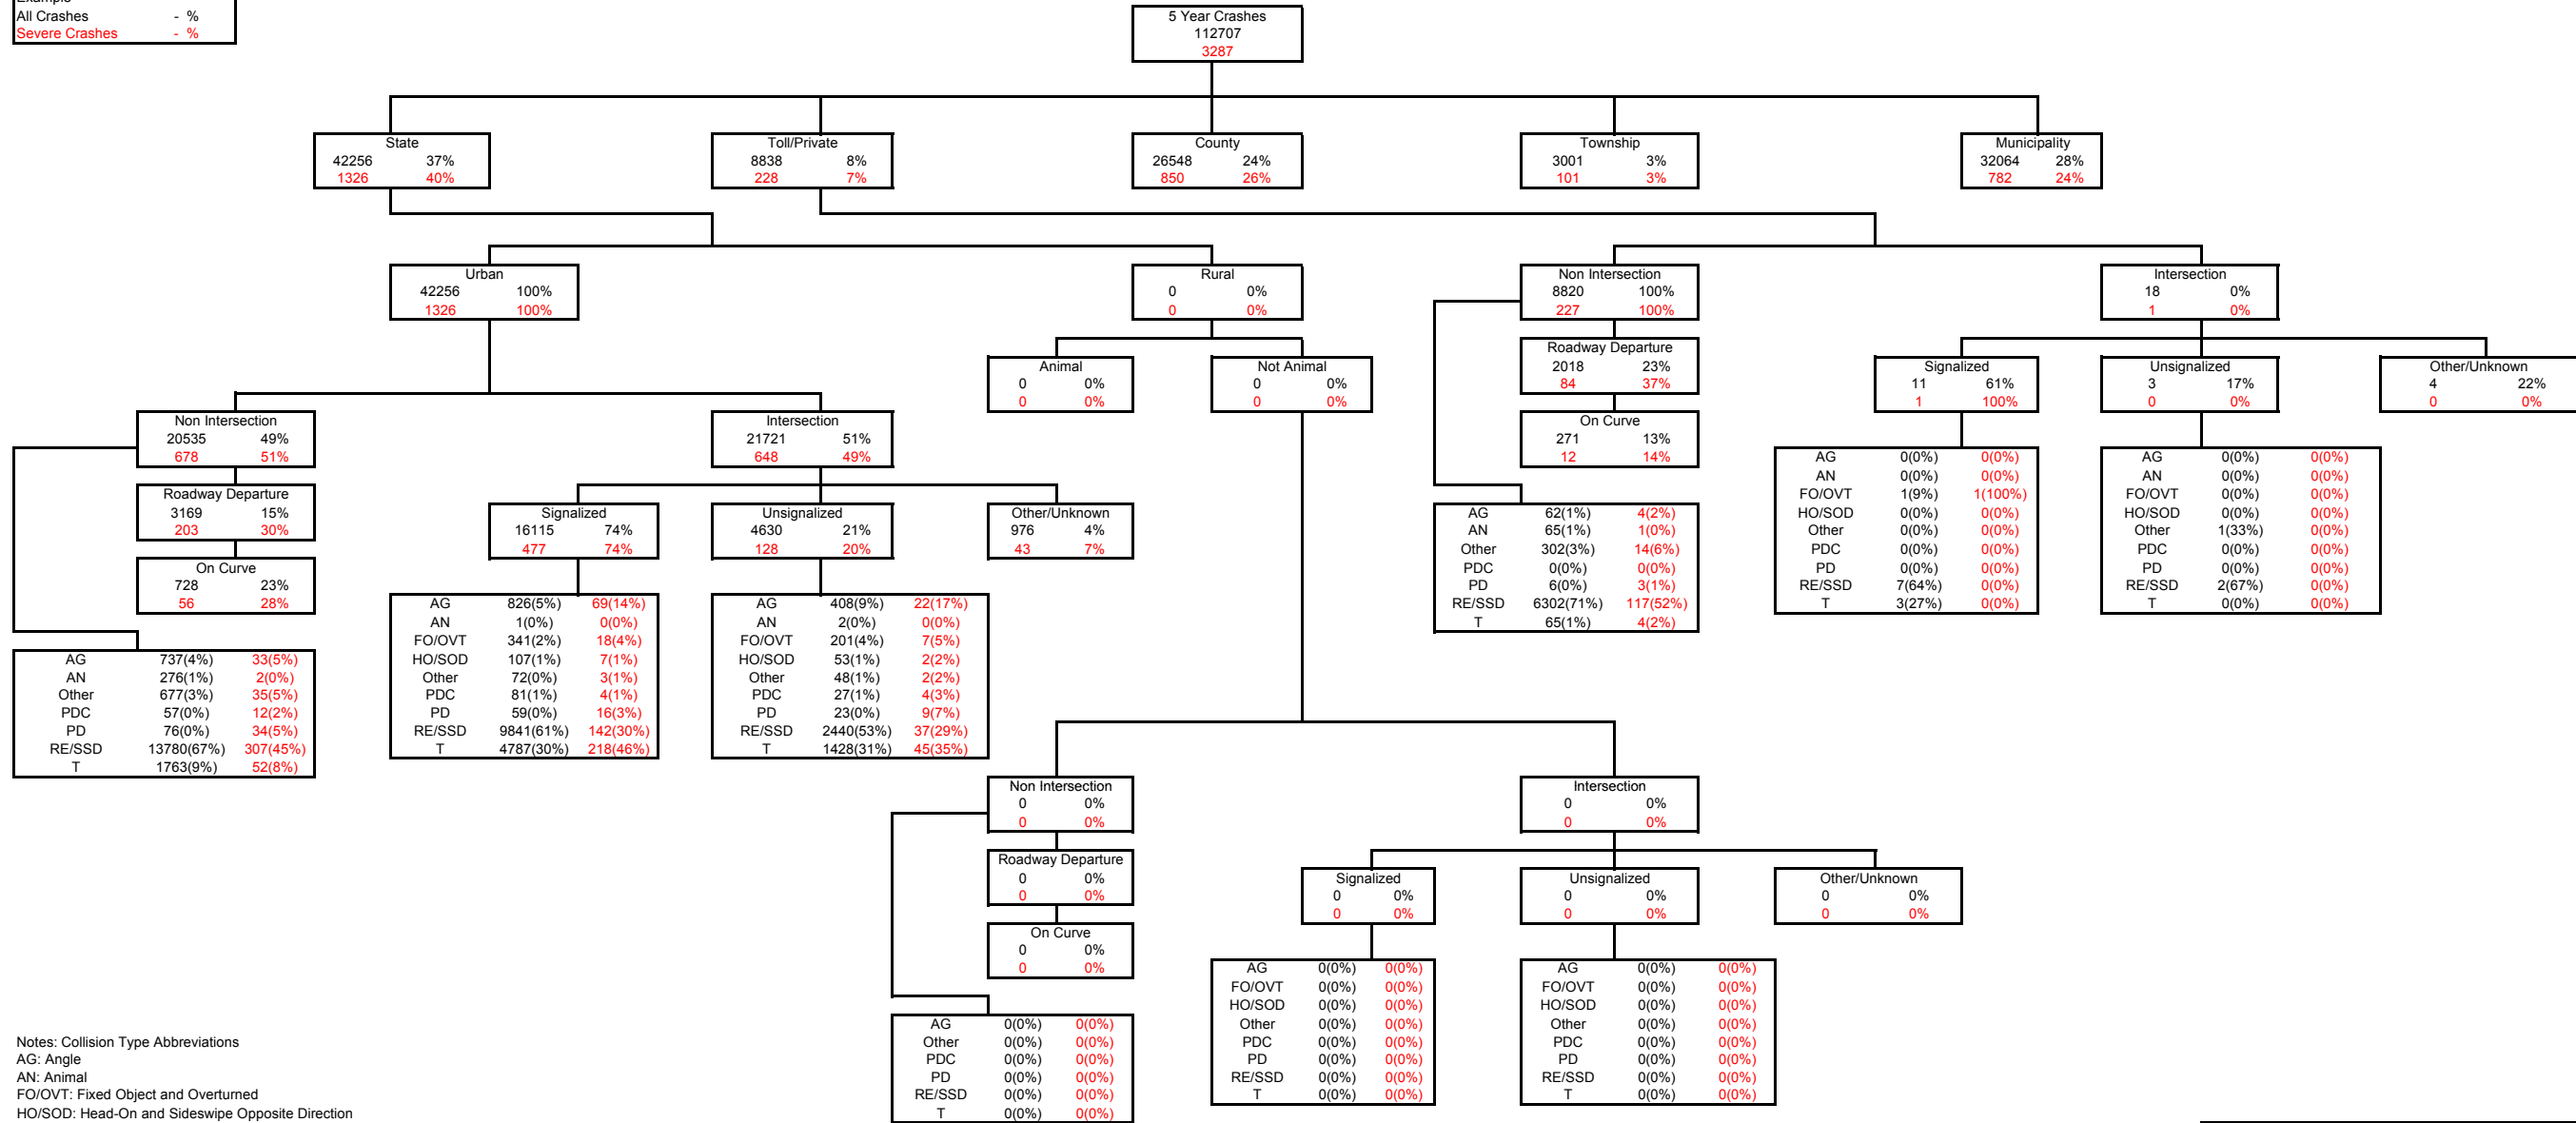 All Crashes - %
Severe Crashes - %
5 Year Crashes
112707
3287
State
42256 37%
1326 40%
Toll/Private
8838 8%
228 7%
County
26548 24%
850 26%
Township
3001 3%
101 3%
Municipality
32064 28%
782 24%
Urban
42256 100%
1326 100%
Rural
0 0%
0 0%
Non Intersection
8820 100%
227 100%
Intersection
18 0%
1 0%
Animal
0 0%
0 0%
Not Animal
0 0%
0 0%
Roadway Departure
2018 23%
84 37%
On Curve
271 13%
12 14%
Signalized
11 61%
1 100%
Unsignalized
3 17%
0 0%
Other/Unknown
4 22%
0 0%
Non Intersection
20535 49%
678 51%
Intersection
21721 51%
648 49%
Roadway Departure
3169 15%
203 30%
On Curve
728 23%
56 28%
Signalized
16115 74%
477 74%
Unsignalized
4630 21%
128 20%
Other/Unknown
976 4%
43 7%
AG 62(1%) 4(2%)
AN 65(1%) 1(0%)
Other 302(3%) 14(6%)
PDC 0(0%) 0(0%)
PD 6(0%) 3(1%)
RE/SSD 6302(71%) 117(52%)
T 65(1%) 4(2%)
AG 0(0%) 0(0%)
AN 0(0%) 0(0%)
FO/OVT 1(9%) 1(100%)
HO/SOD 0(0%) 0(0%)
Other 0(0%) 0(0%)
PDC 0(0%) 0(0%)
PD 0(0%) 0(0%)
RE/SSD 7(64%) 0(0%)
T 3(27%) 0(0%)
AG 0(0%) 0(0%)
AN 0(0%) 0(0%)
FO/OVT 0(0%) 0(0%)
HO/SOD 0(0%) 0(0%)
Other 1(33%) 0(0%)
PDC 0(0%) 0(0%)
PD 0(0%) 0(0%)
RE/SSD 2(67%) 0(0%)
T 0(0%) 0(0%)
AG 737(4%) 33(5%)
AN 276(1%) 2(0%)
Other 677(3%) 35(5%)
PDC 57(0%) 12(2%)
PD 76(0%) 34(5%)
RE/SSD 13780(67%) 307(45%)
T 1763(9%) 52(8%)
AG 826(5%) 69(14%)
AN 1(0%) 0(0%)
FO/OVT 341(2%) 18(4%)
HO/SOD 107(1%) 7(1%)
Other 72(0%) 3(1%)
PDC 81(1%) 4(1%)
PD 59(0%) 16(3%)
RE/SSD 9841(61%) 142(30%)
T 4787(30%) 218(46%)
AG 408(9%) 22(17%)
AN 2(0%) 0(0%)
FO/OVT 201(4%) 7(5%)
HO/SOD 53(1%) 2(2%)
Other 48(1%) 2(2%)
PDC 27(1%) 4(3%)
PD 23(0%) 9(7%)
RE/SSD 2440(53%) 37(29%)
T 1428(31%) 45(35%)
Non Intersection
0 0%
0 0%
Intersection
0 0%
0 0%
Roadway Departure
0 0%
0 0%
On Curve
0 0%
0 0%
Signalized
0 0%
0 0%
Unsignalized
0 0%
0 0%
Other/Unknown
0 0%
0 0%
AG 0(0%) 0(0%)
Other 0(0%) 0(0%)
PDC 0(0%) 0(0%)
PD 0(0%) 0(0%)
RE/SSD 0(0%) 0(0%)
T 0(0%) 0(0%)
AG 0(0%) 0(0%)
FO/OVT 0(0%) 0(0%)
HO/SOD 0(0%) 0(0%)
Other 0(0%) 0(0%)
PDC 0(0%) 0(0%)
PD 0(0%) 0(0%)
RE/SSD 0(0%) 0(0%)
T 0(0%) 0(0%)
AG 0(0%) 0(0%)
FO/OVT 0(0%) 0(0%)
HO/SOD 0(0%) 0(0%)
Other 0(0%) 0(0%)
PDC 0(0%) 0(0%)
PD 0(0%) 0(0%)
RE/SSD 0(0%) 0(0%)
T 0(0%) 0(0%)
Notes: Collision Type Abbreviations
AG: Angle
AN: Animal
FO/OVT: Fixed Object and Overturned
HO/SOD: Head-On and Sideswipe Opposite Direction